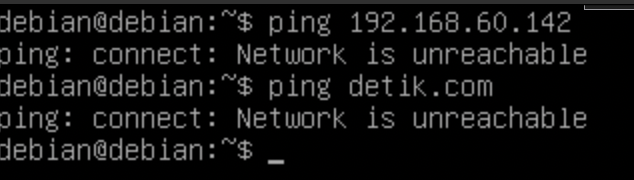 debian@debian:~$ ping 192.168.60.142
ping: connect: Network is unreachable
debian@debian:~$ ping detik.com
ping: connect: Network is unreachable
debian@debian:~$ _